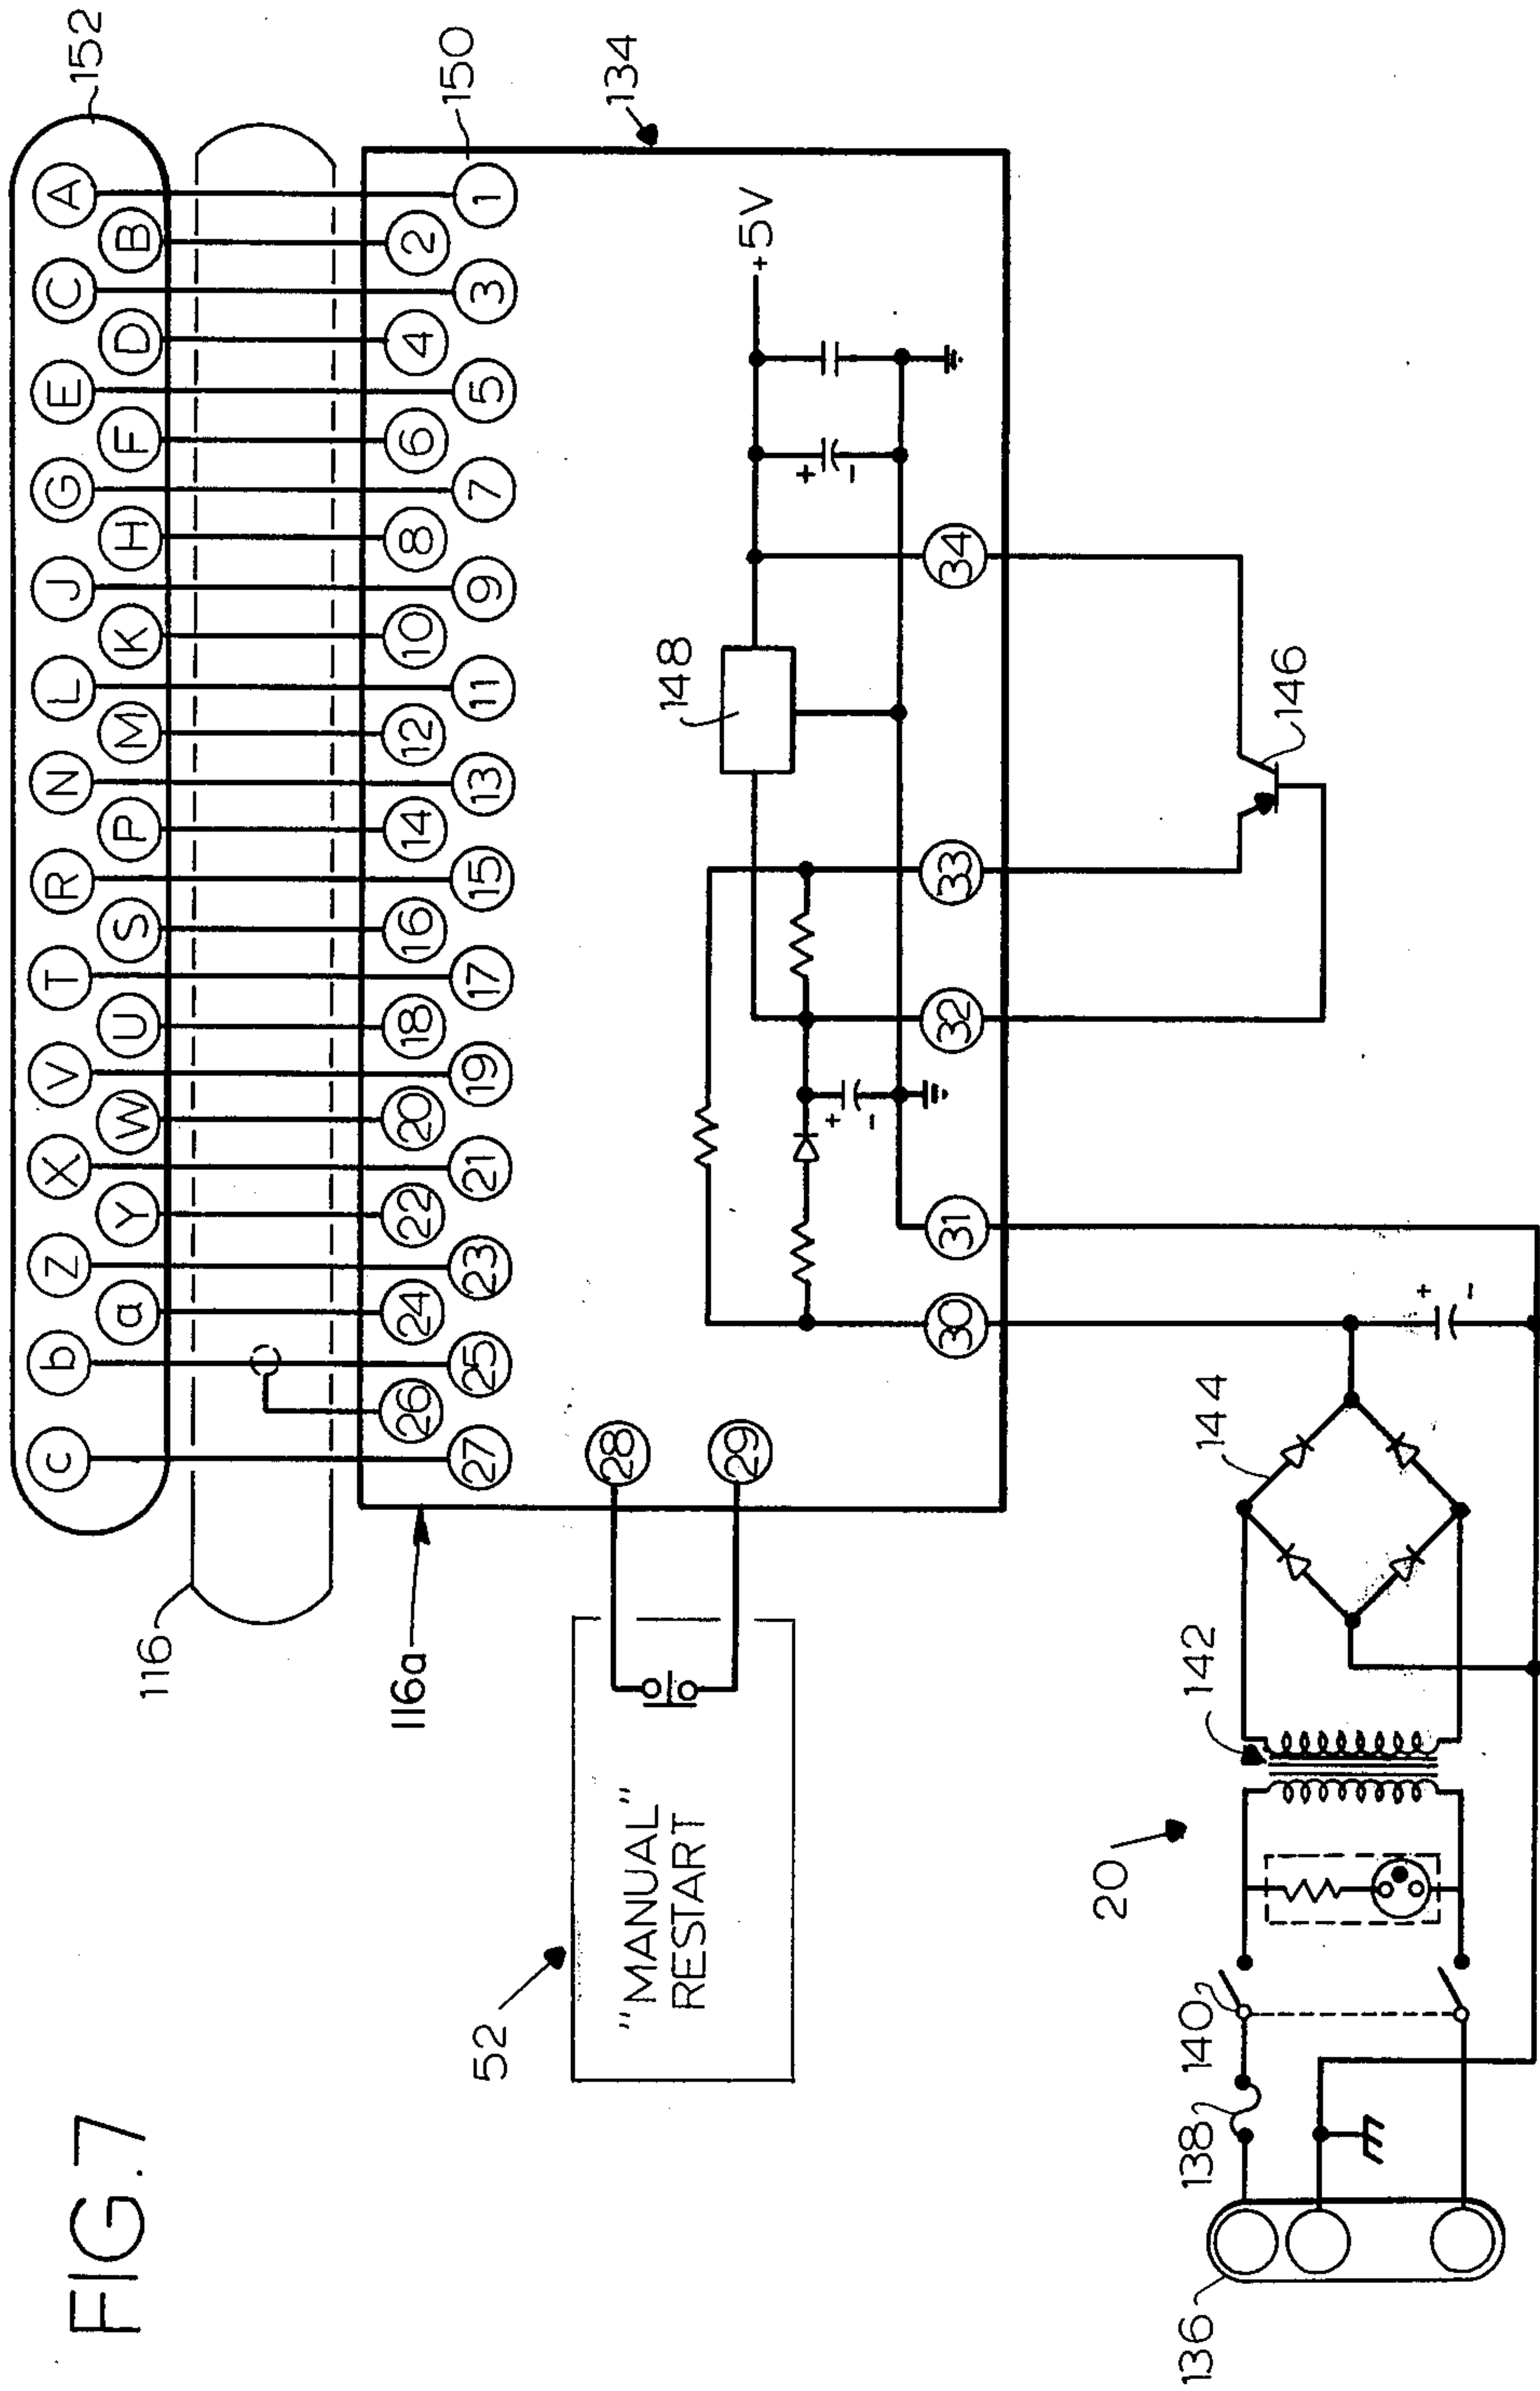 FIG.7
152
c b a Z Y X W V U T S R P N M L K J H G F E D C B A
116
116a
150
27 26 25 24 23 22 21 20 19 18 17 16 15 14 13 12 11 10 9 8 7 6 5 4 3 2 1
134
28
29
52
"MANUAL"
RESTART
148
+5V
+
-
+
-
30 31 32 33 34
146
20
136
138
140
142
144
+
-